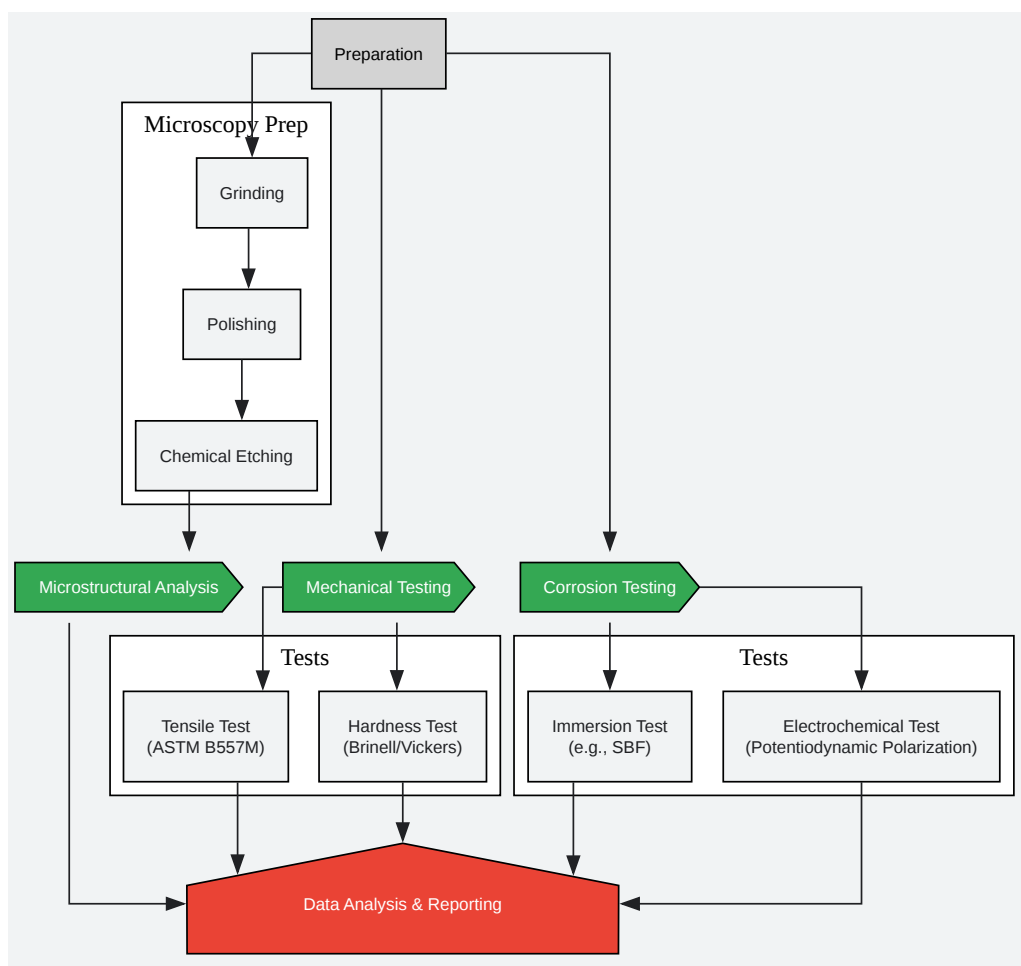 Preparation
Microscopy Prep
Grinding
Polishing
Chemical Etching
Microstructural Analysis
Mechanical Testing
Corrosion Testing
Tests
Tests
Tensile Test
(ASTM B557M)
Hardness Test
(Brinell/Vickers)
Immersion Test
(e.g., SBF)
Electrochemical Test
(Potentiodynamic Polarization)
Data Analysis & Reporting